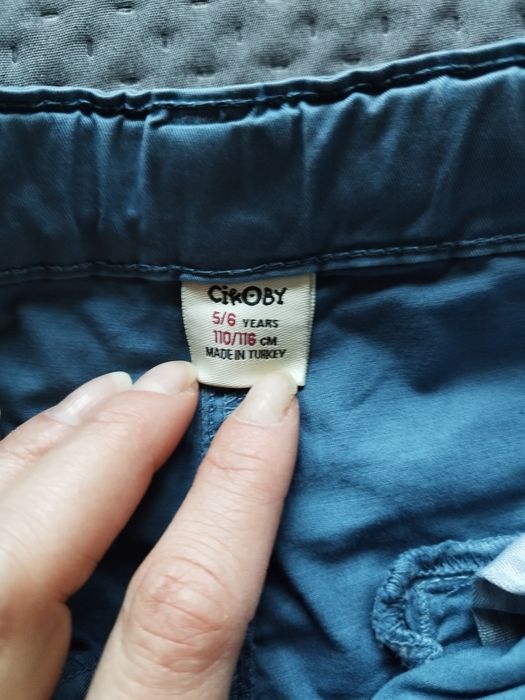 CikOBY
5/6 YEARS
110/116 CM
MADE IN TURKEY